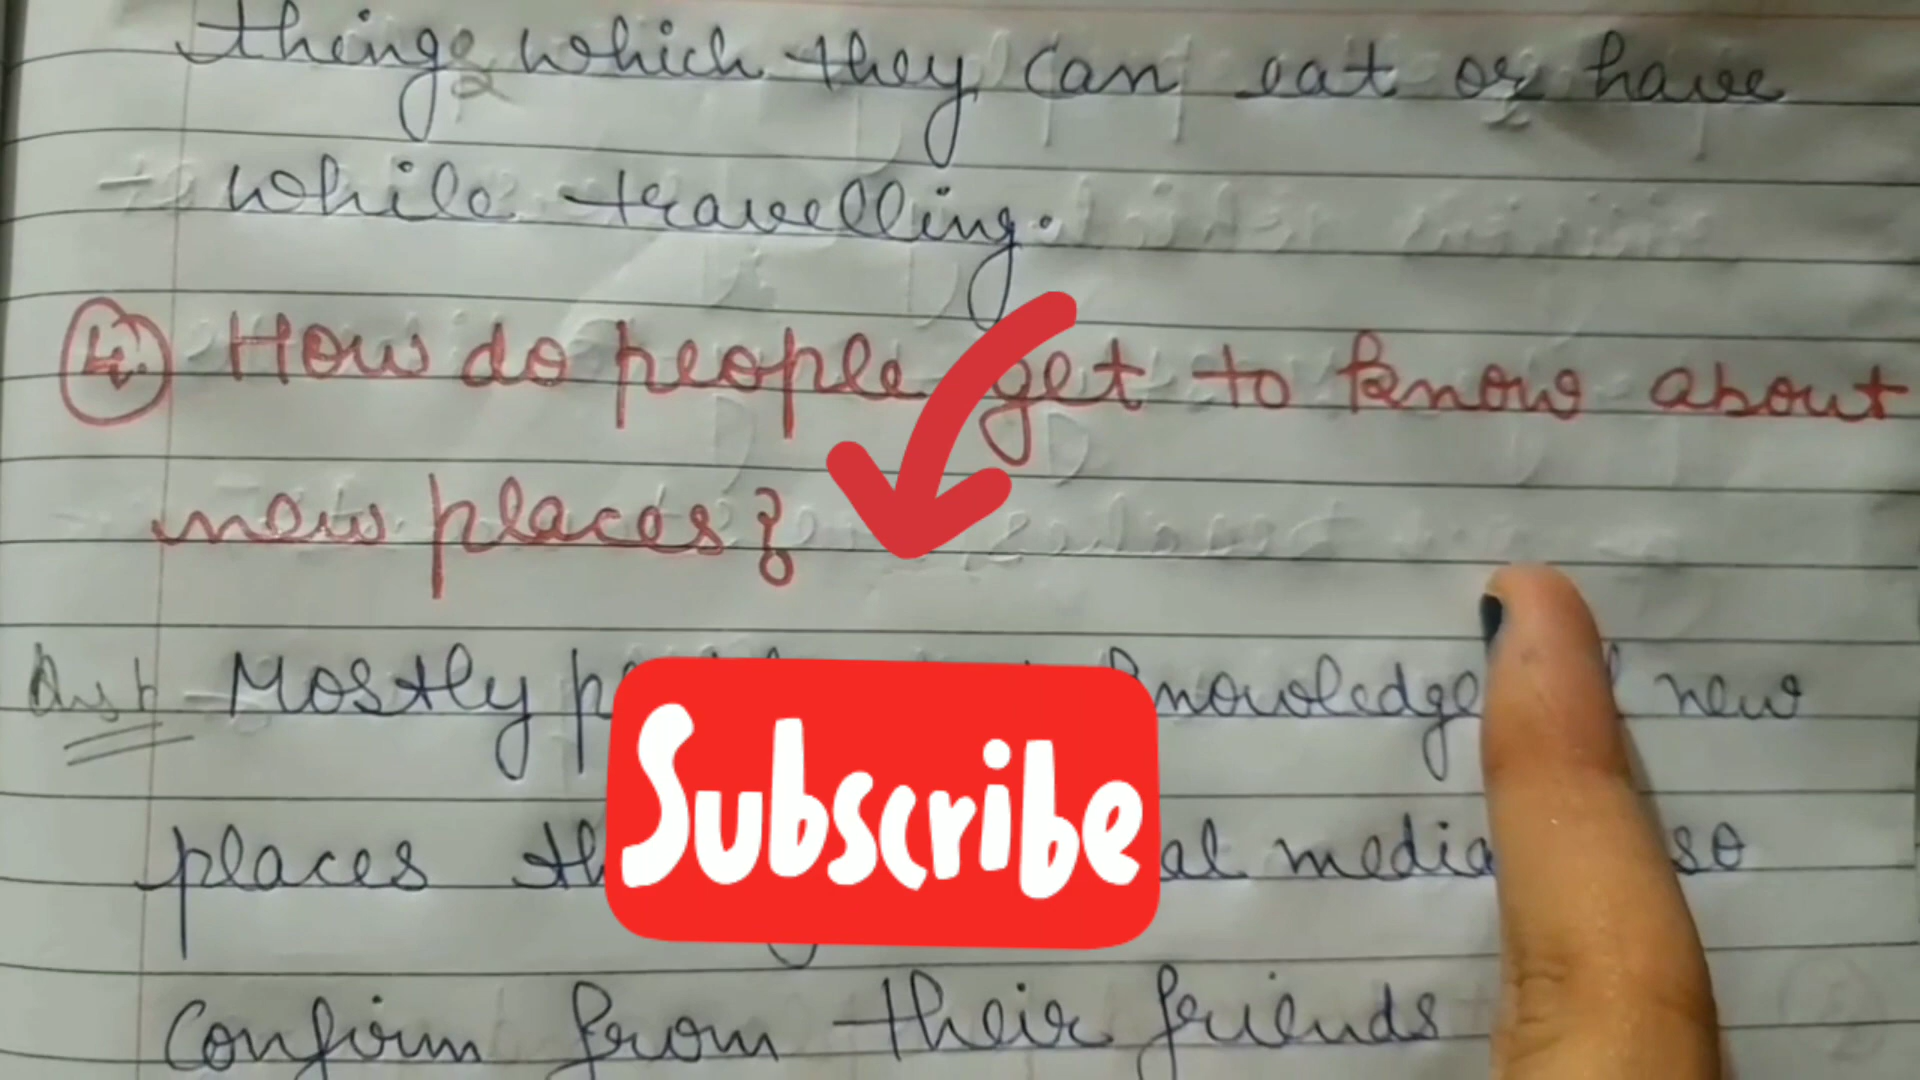 things which they can eat or have
while travelling.
4. How do people get to know about
new places?
Ans Mostly knowledge new
places media
confirm from their friends
Subscribe